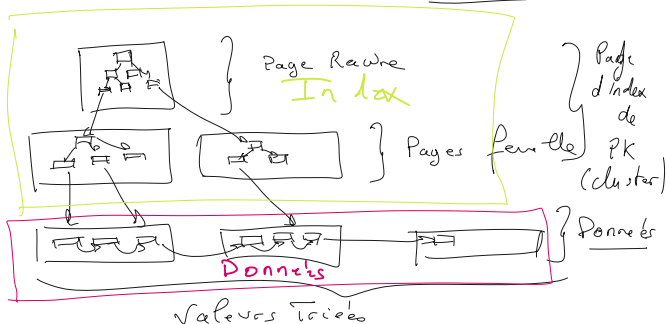 Page Racine
Index
Pages feuille
Page
d'index
de
PK
(cluster)
Données
Données
Valeurs Triées